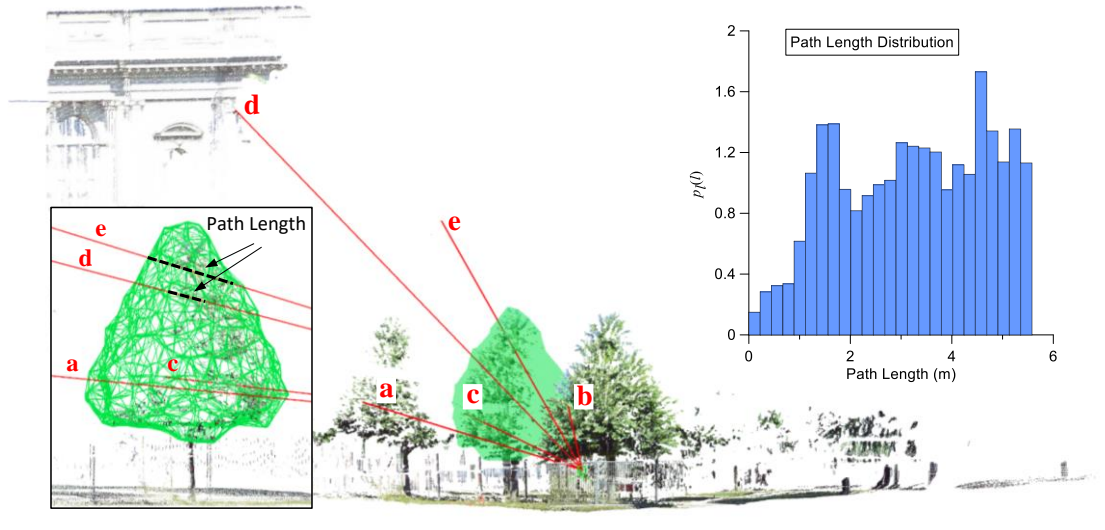 d
e
a
c
b
e
Path Length
d
a
c
Path Length Distribution
2
1.6
1.2
0.8
0.4
0
p_l(l)
0
2
4
6
Path Length (m)